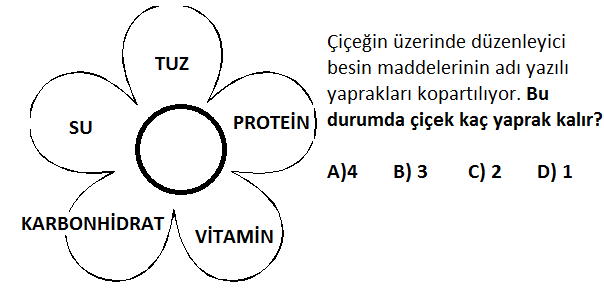 TUZ
PROTEİN
SU
KARBONHİDRAT
VİTAMİN
Çiçeğin üzerinde düzenleyici
besin maddelerinin adı yazılı
yaprakları kopartılıyor. Bu
durumda çiçek kaç yaprak kalır?
A)4 B) 3 C) 2 D) 1